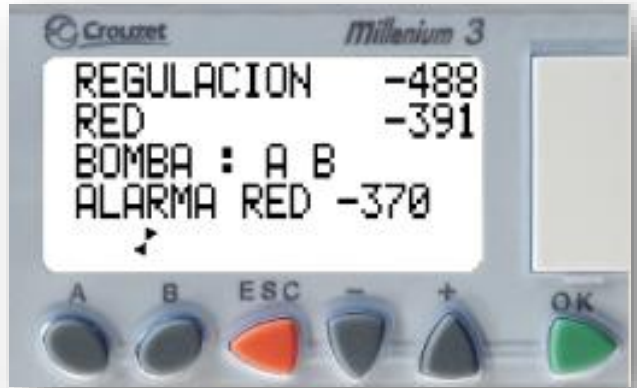 Crouzet Millenium 3
REGULACION -488
RED -391
BOMBA : A B
ALARMA RED -370
A B ESC - + OK